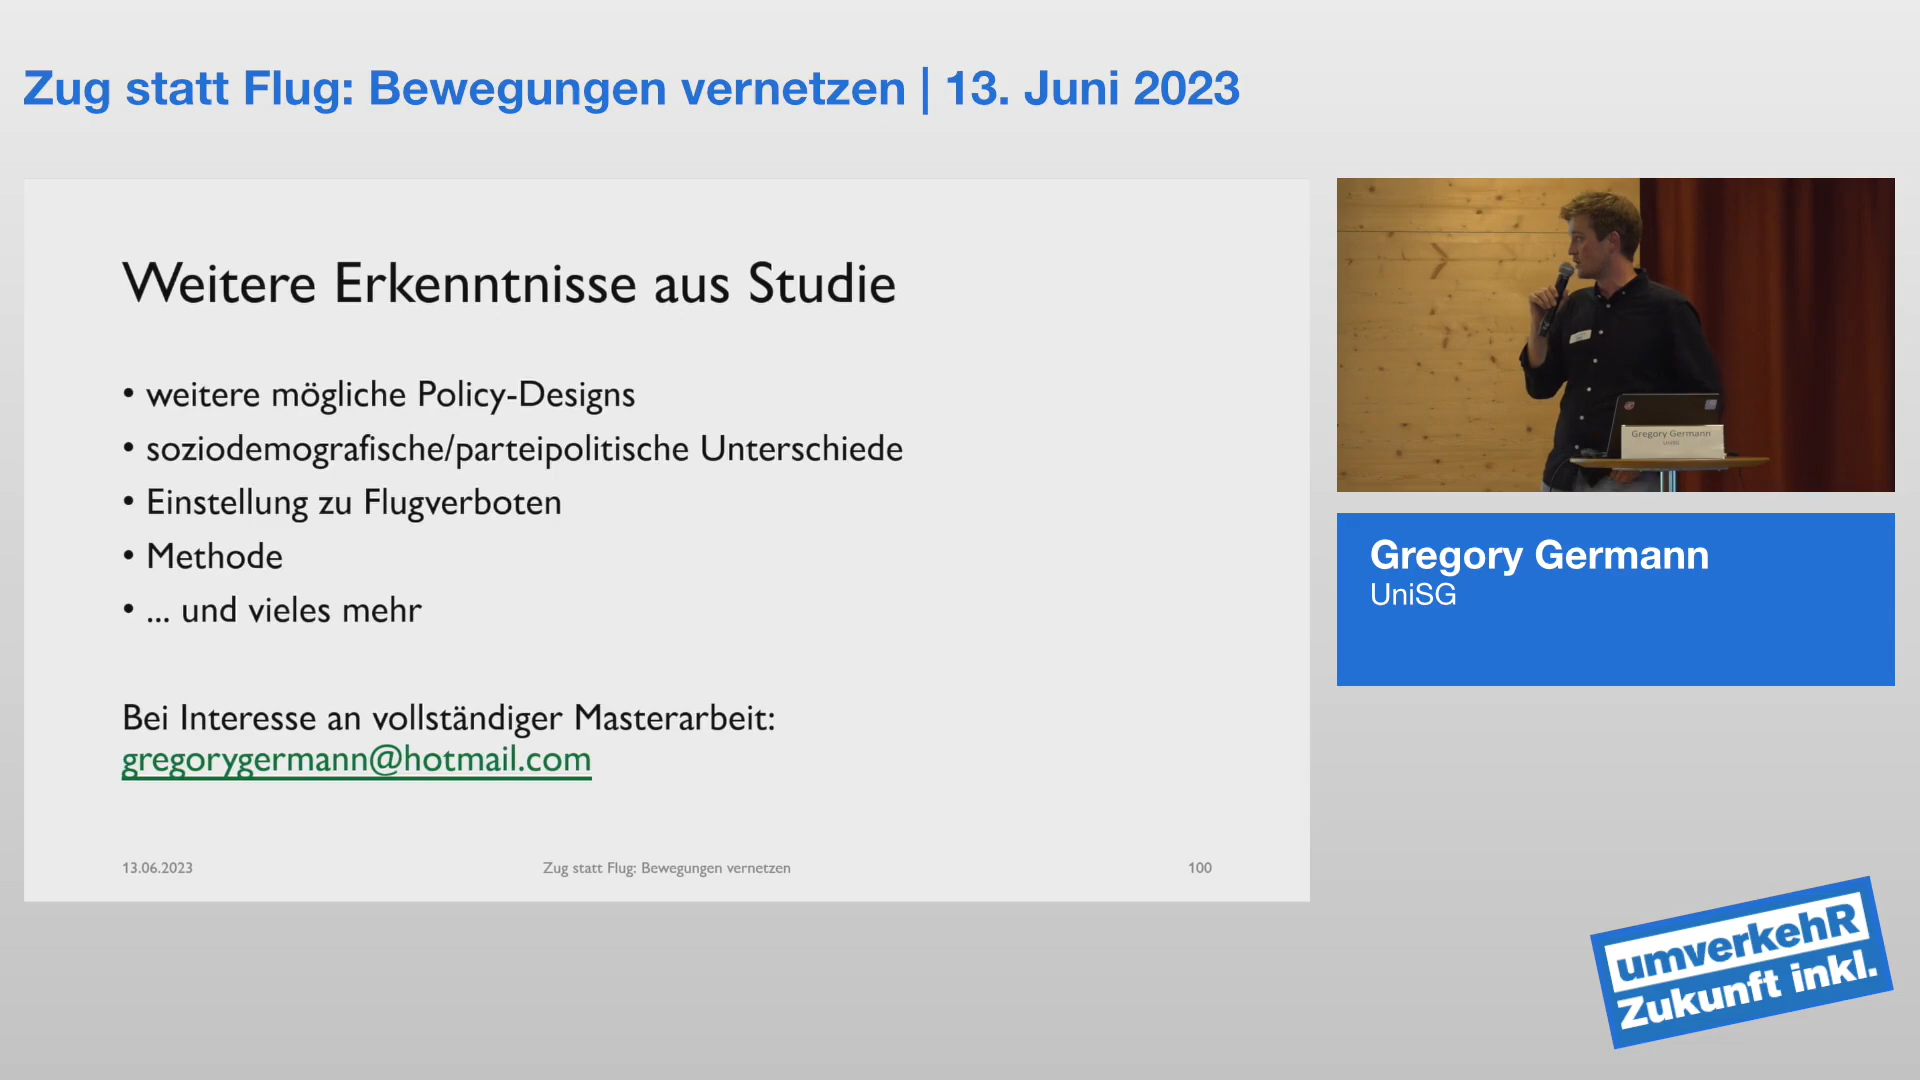 Zug statt Flug: Bewegungen vernetzen | 13. Juni 2023
Weitere Erkenntnisse aus Studie
• weitere mögliche Policy-Designs
• soziodemografische/parteipolitische Unterschiede
• Einstellung zu Flugverboten
• Methode
• ... und vieles mehr
Bei Interesse an vollständiger Masterarbeit:
gregorygermann@hotmail.com
13.06.2023 Zug statt Flug: Bewegungen vernetzen 100
Gregory Germann
Gregory Germann
UniSG
umverkehR
Zukunft inkl.